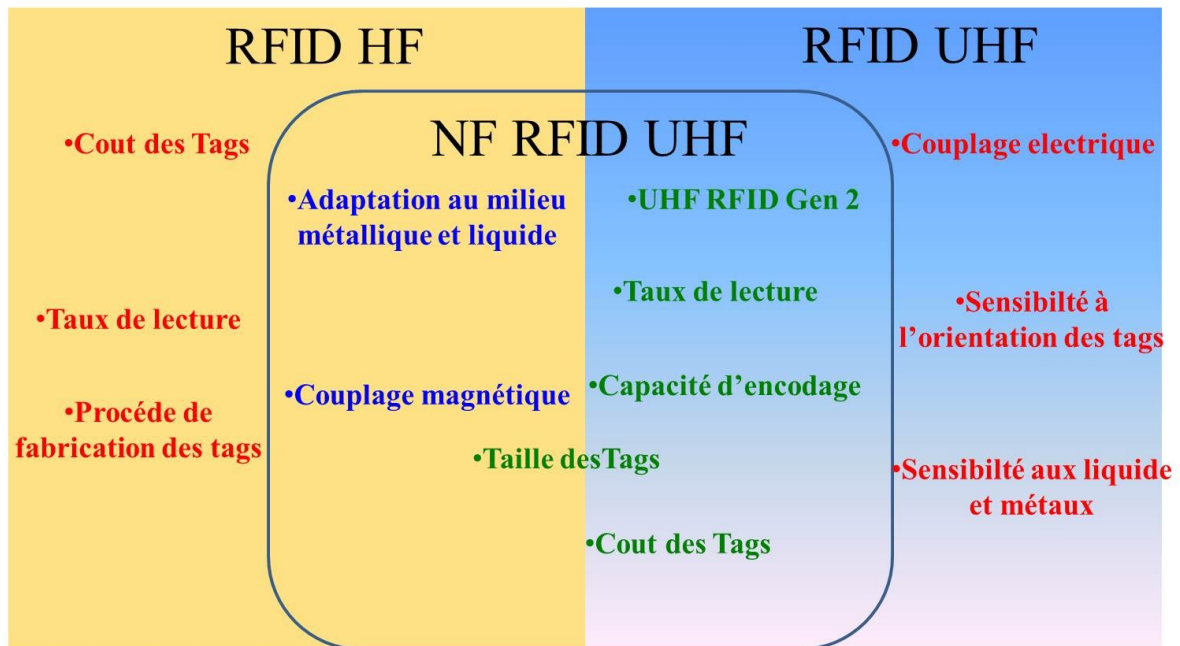 RFID HF
RFID UHF
NF RFID UHF
•Cout des Tags
•Taux de lecture
•Procéde de
fabrication des tags
•Adaptation au milieu
métallique et liquide
•Couplage magnétique
•Taille desTags
•UHF RFID Gen 2
•Taux de lecture
•Capacité d’encodage
•Cout des Tags
•Couplage electrique
•Sensibilté à
l’orientation des tags
•Sensibilté aux liquide
et métaux